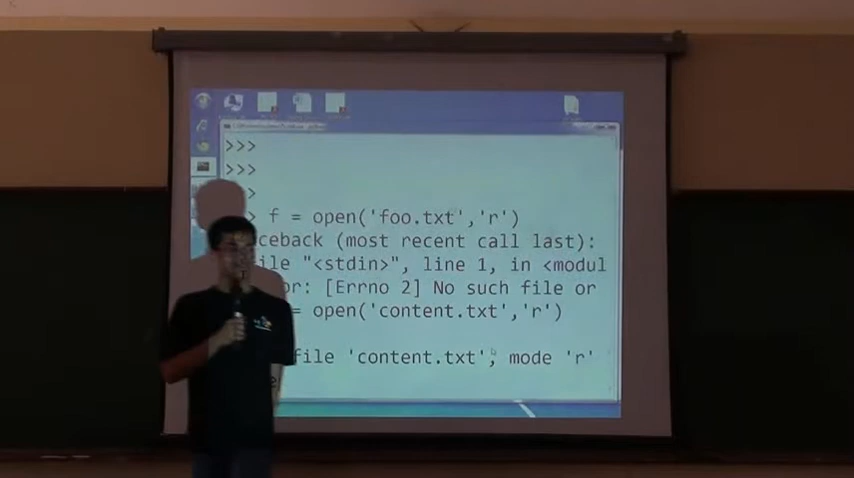 >>>
>>>
>
> f = open('foo.txt','r')
ceback (most recent call last):
ile "<stdin>", line 1, in <modul
or: [Errno 2] No such file or
= open('content.txt','r')
file 'content.txt', mode 'r'